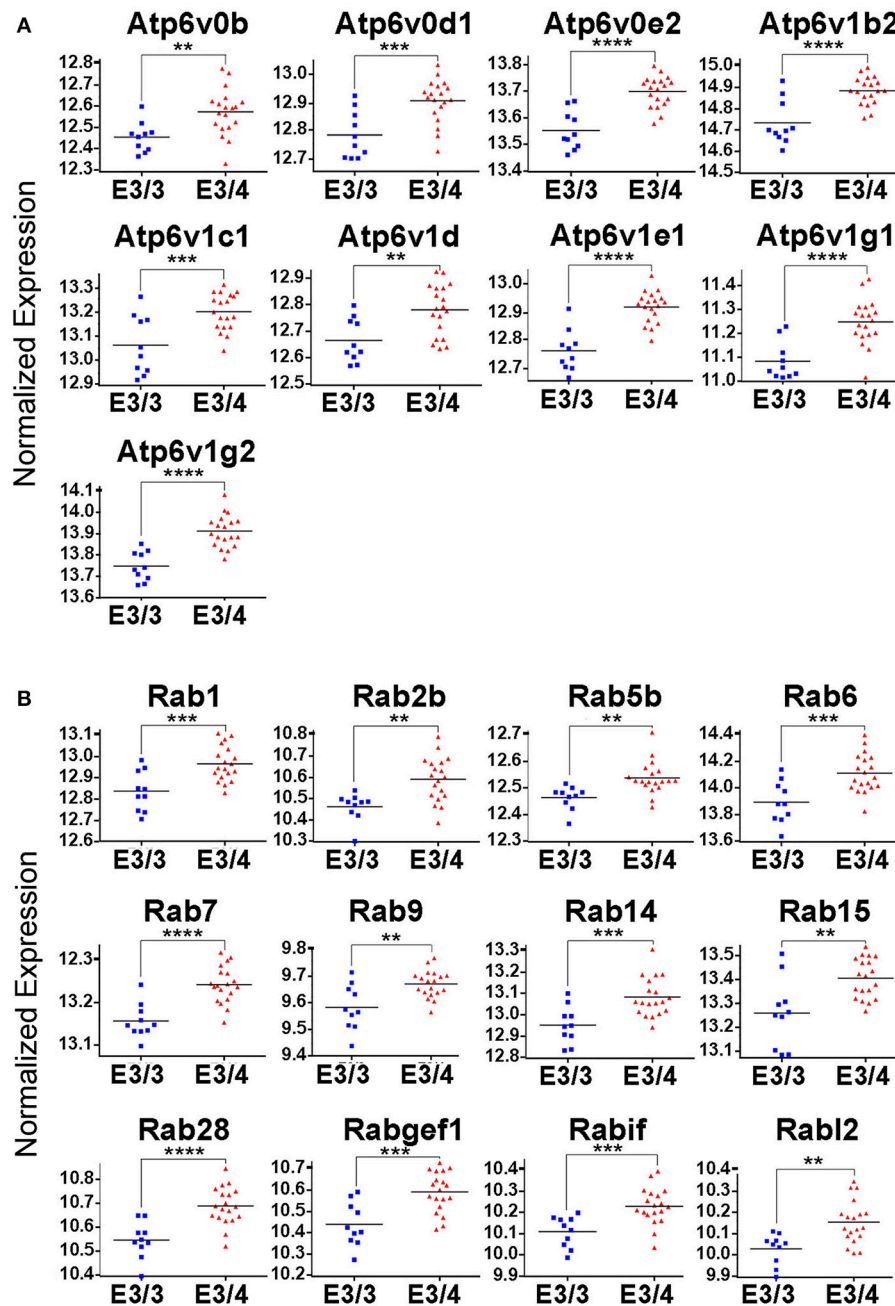 A
Atp6v0b
Atp6v0d1
Atp6v0e2
Atp6v1b2
**
***
****
****
12.8
12.7
12.6
12.5
12.4
12.3
13.0
12.9
12.8
12.7
13.8
13.7
13.6
13.5
13.4
15.0
14.9
14.8
14.7
14.6
14.5
E3/3
E3/4
E3/3
E3/4
E3/3
E3/4
E3/3
E3/4
Normalized Expression
Atp6v1c1
Atp6v1d
Atp6v1e1
Atp6v1g1
***
**
****
****
13.3
13.2
13.1
13.0
12.9
12.9
12.8
12.7
12.6
12.5
13.0
12.9
12.8
12.7
11.4
11.3
11.2
11.1
11.0
E3/3
E3/4
E3/3
E3/4
E3/3
E3/4
E3/3
E3/4
Atp6v1g2
****
14.1
14.0
13.9
13.8
13.7
13.6
E3/3
E3/4
B
Rab1
Rab2b
Rab5b
Rab6
***
**
**
***
13.1
13.0
12.9
12.8
12.7
12.6
10.8
10.7
10.6
10.5
10.4
10.3
12.7
12.6
12.5
12.4
12.3
14.4
14.2
14.0
13.8
13.6
E3/3
E3/4
E3/3
E3/4
E3/3
E3/4
E3/3
E3/4
Normalized Expression
Rab7
Rab9
Rab14
Rab15
****
**
***
**
13.3
13.2
13.1
9.8
9.7
9.6
9.5
9.4
13.3
13.2
13.1
13.0
12.9
12.8
13.5
13.4
13.3
13.2
13.1
E3/3
E3/4
E3/3
E3/4
E3/3
E3/4
E3/3
E3/4
Rab28
Rabgef1
Rabif
Rabl2
****
***
***
**
10.8
10.7
10.6
10.5
10.4
10.7
10.6
10.5
10.4
10.3
10.2
10.4
10.3
10.2
10.1
10.0
9.9
10.4
10.3
10.2
10.1
10.0
9.9
E3/3
E3/4
E3/3
E3/4
E3/3
E3/4
E3/3
E3/4